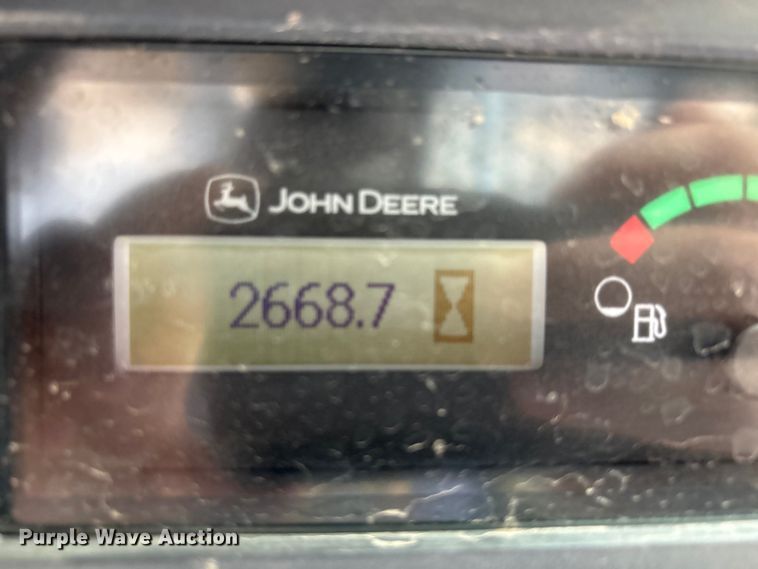 JOHN DEERE
2668.7
Purple Wave Auction